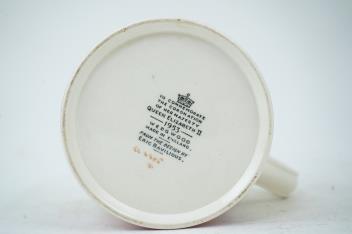 TO COMMEMORATE
THE CORONATION
OF HER MAJESTY
QUEEN ELIZABETH II
1953
WEDGWOOD
MADE IN ENGLAND
FROM THE DESIGN BY
ERIC RAVILIOUS.